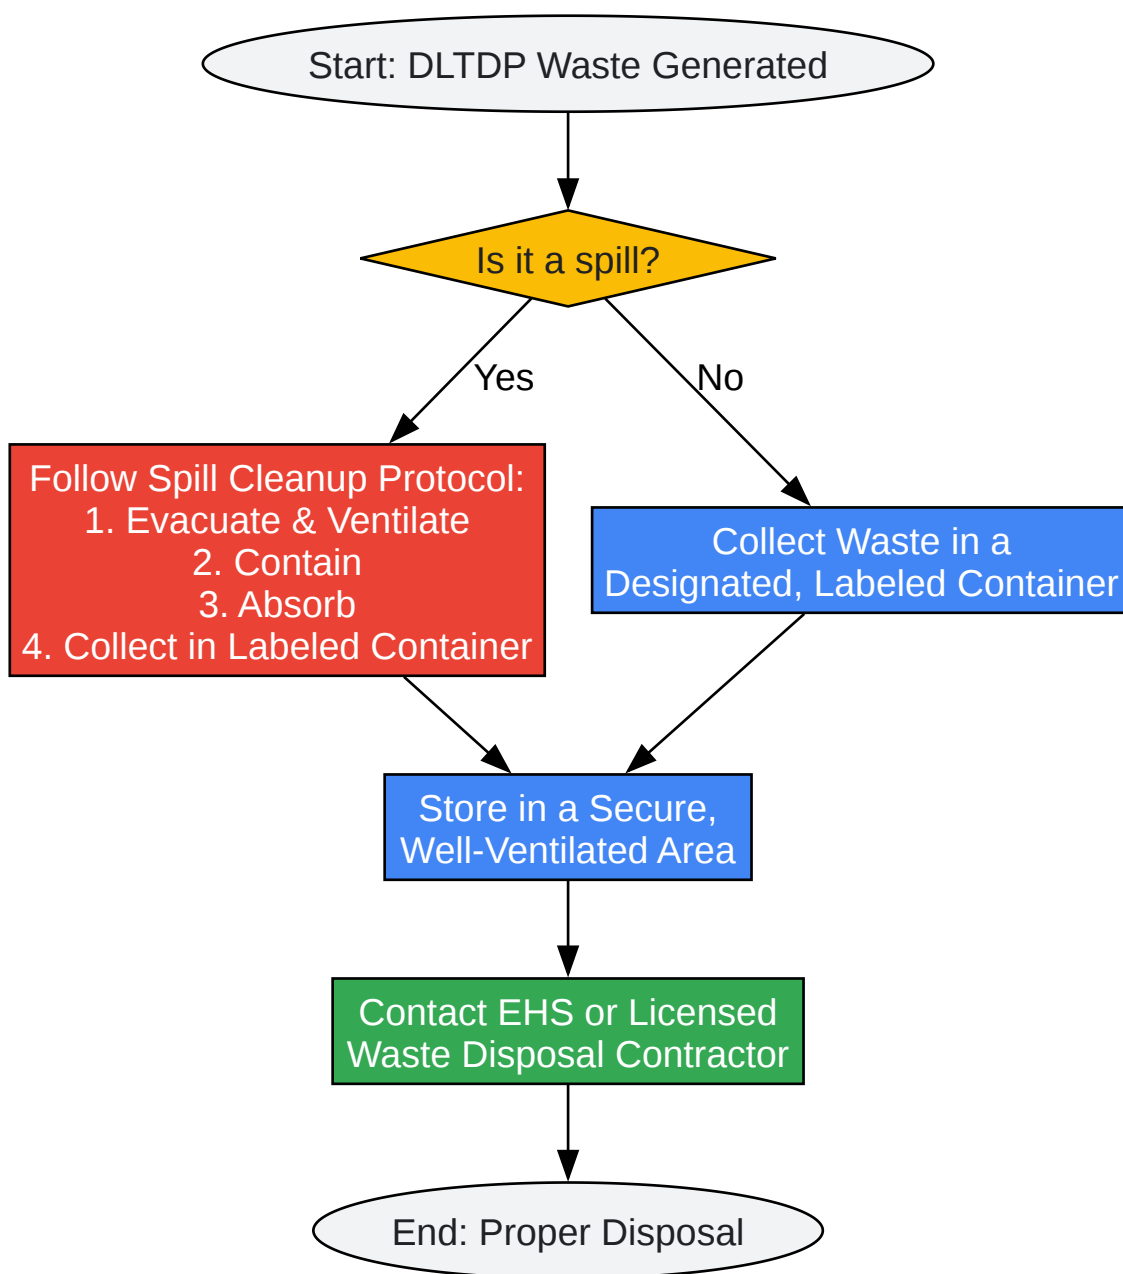 Start: DLTDP Waste Generated
Is it a spill?
Yes
No
Follow Spill Cleanup Protocol:
1. Evacuate & Ventilate
2. Contain
3. Absorb
4. Collect in Labeled Container
Collect Waste in a
Designated, Labeled Container
Store in a Secure,
Well-Ventilated Area
Contact EHS or Licensed
Waste Disposal Contractor
End: Proper Disposal